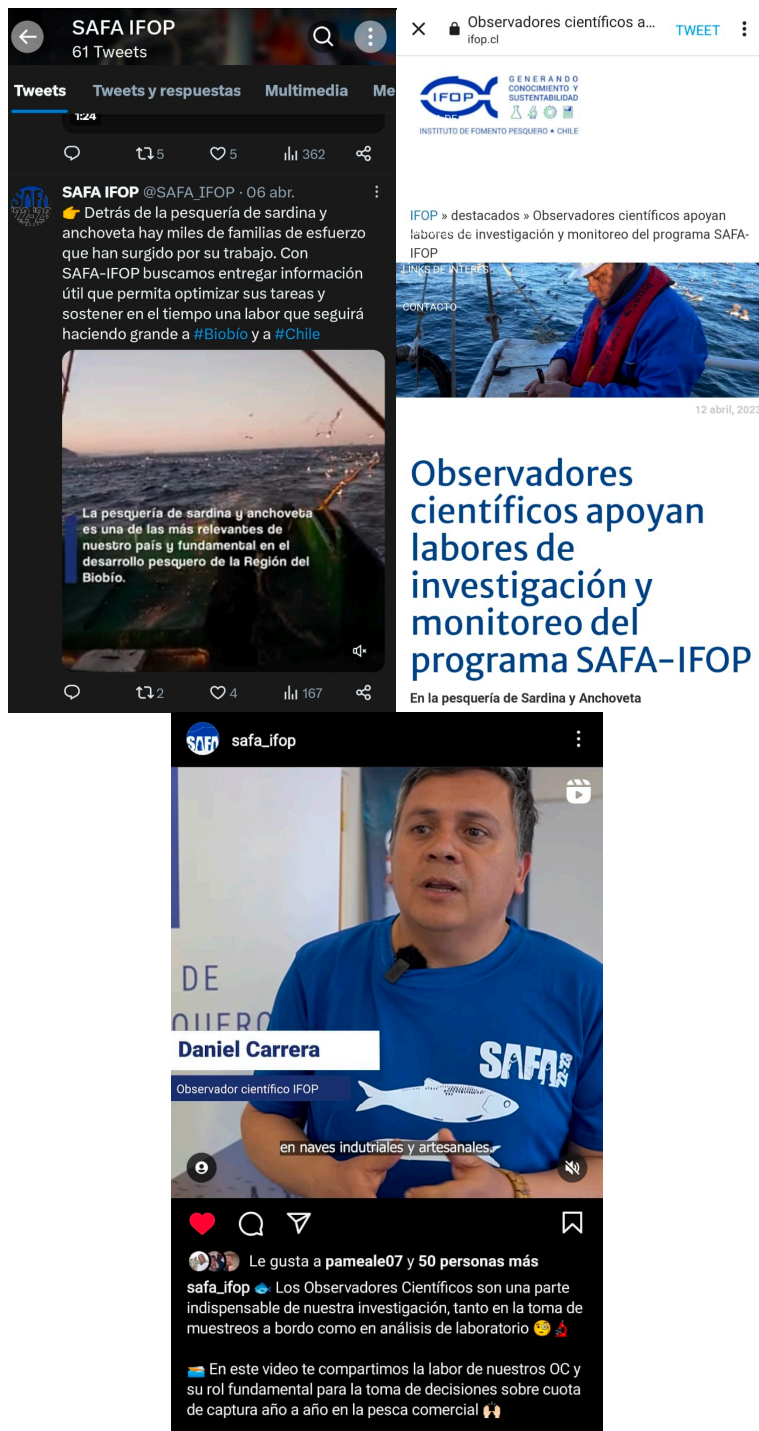 SAFA IFOP
61 Tweets
Tweets
Tweets y respuestas
Multimedia
Me
1:24
5
5
362
SAFA IFOP @SAFA_IFOP · 06 abr.
👉 Detrás de la pesquería de sardina y
anchoveta hay miles de familias de esfuerzo
que han surgido por su trabajo. Con
SAFA-IFOP buscamos entregar información
útil que permita optimizar sus tareas y
sostener en el tiempo una labor que seguirá
haciendo grande a #Biobío y a #Chile
La pesquería de sardina y anchoveta
es una de las más relevantes de
nuestro país y fundamental en el
desarrollo pesquero de la Región del
Biobío.
2
4
167
Observadores científicos a...
ifop.cl
TWEET
IFOP
GENERANDO
CONOCIMIENTO Y
SUSTENTABILIDAD
INSTITUTO DE FOMENTO PESQUERO • CHILE
IFOP » destacados » Observadores científicos apoyan
labores de investigación y monitoreo del programa SAFA-
IFOP
LINKS DE INTERÉS
CONTACTO
12 abril, 2023
Observadores
científicos apoyan
labores de
investigación y
monitoreo del
programa SAFA-IFOP
En la pesquería de Sardina y Anchoveta
SAFA
safa_ifop
DE
QUERO
Daniel Carrera
Observador científico IFOP
SAFA 22-23
en naves indutriales y artesanales.
Le gusta a pameale07 y 50 personas más
safa_ifop 🐟 Los Observadores Científicos son una parte
indispensable de nuestra investigación, tanto en la toma de
muestreos a bordo como en análisis de laboratorio 🧐🔬
🚤 En este video te compartimos la labor de nuestros OC y
su rol fundamental para la toma de decisiones sobre cuota
de captura año a año en la pesca comercial 🙌🏻